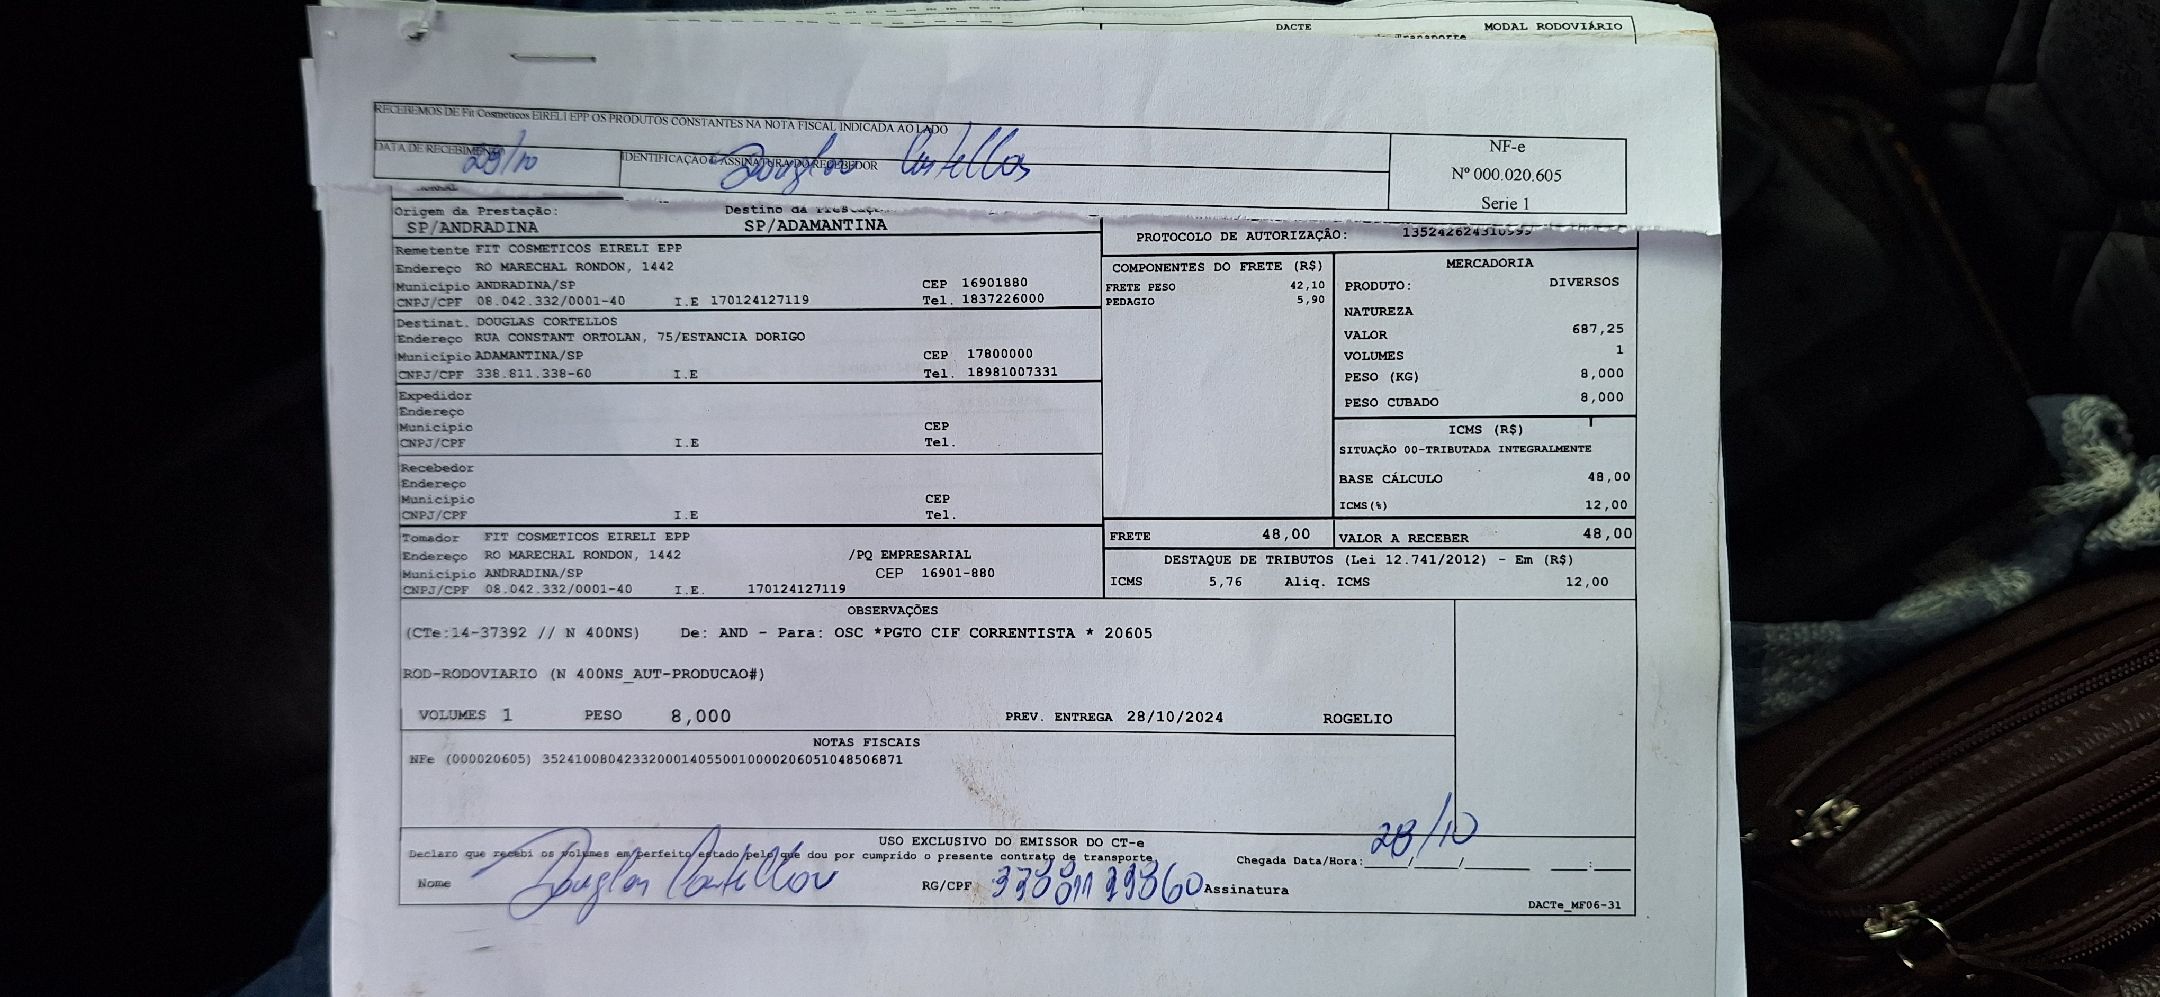 DACTE MODAL RODOVIÁRIO
RECEBEMOS DE Fit Cosmeticos EIRELI EPP OS PRODUTOS CONSTANTES NA NOTA FISCAL INDICADA AO LADO
DATA DE RECEBIMENTO 28/10 IDENTIFICAÇÃO E ASSINATURA DO RECEBEDOR Douglas Cortellos
NF-e
Nº 000.020.605
Serie 1
Origem da Prestação: Destino da Prestação:
SP/ANDRADINA SP/ADAMANTINA
PROTOCOLO DE AUTORIZAÇÃO:
Remetente FIT COSMETICOS EIRELI EPP
Endereço RO MARECHAL RONDON, 1442
Município ANDRADINA/SP CEP 16901880
CNPJ/CPF 08.042.332/0001-40 I.E 170124127119 Tel. 1837226000
Destinat. DOUGLAS CORTELLOS
Endereço RUA CONSTANT ORTOLAN, 75/ESTANCIA DORIGO
Município ADAMANTINA/SP CEP 17800000
CNPJ/CPF 338.811.338-60 I.E Tel. 18981007331
Expedidor
Endereço
Município CEP
CNPJ/CPF I.E Tel.
Recebedor
Endereço
Município CEP
CNPJ/CPF I.E Tel.
Tomador FIT COSMETICOS EIRELI EPP
Endereço RO MARECHAL RONDON, 1442 /PQ EMPRESARIAL
Município ANDRADINA/SP CEP 16901-880
CNPJ/CPF 08.042.332/0001-40 I.E. 170124127119
COMPONENTES DO FRETE (R$)
FRETE PESO 42,10
PEDAGIO 5,90
MERCADORIA
PRODUTO: DIVERSOS
NATUREZA
VALOR 687,25
VOLUMES 1
PESO (KG) 8,000
PESO CUBADO 8,000
ICMS (R$)
SITUAÇÃO 00-TRIBUTADA INTEGRALMENTE
BASE CÁLCULO 48,00
ICMS(%) 12,00
FRETE 48,00 VALOR A RECEBER 48,00
DESTAQUE DE TRIBUTOS (Lei 12.741/2012) - Em (R$)
ICMS 5,76 Aliq. ICMS 12,00
OBSERVAÇÕES
(CTe:14-37392 // N 400NS) De: AND - Para: OSC *PGTO CIF CORRENTISTA * 20605
ROD-RODOVIARIO (N 400NS_AUT-PRODUCAO#)
VOLUMES 1 PESO 8,000 PREV. ENTREGA 28/10/2024 ROGELIO
NOTAS FISCAIS
NFe (000020605) 35241008042332000140550010000206051048506871
USO EXCLUSIVO DO EMISSOR DO CT-e
Declaro que recebi os volumes em perfeito estado pelo que dou por cumprido o presente contrato de transporte.
Chegada Data/Hora: 28/10
Nome Douglas Cortellos RG/CPF Assinatura
DACTe_MF06-31